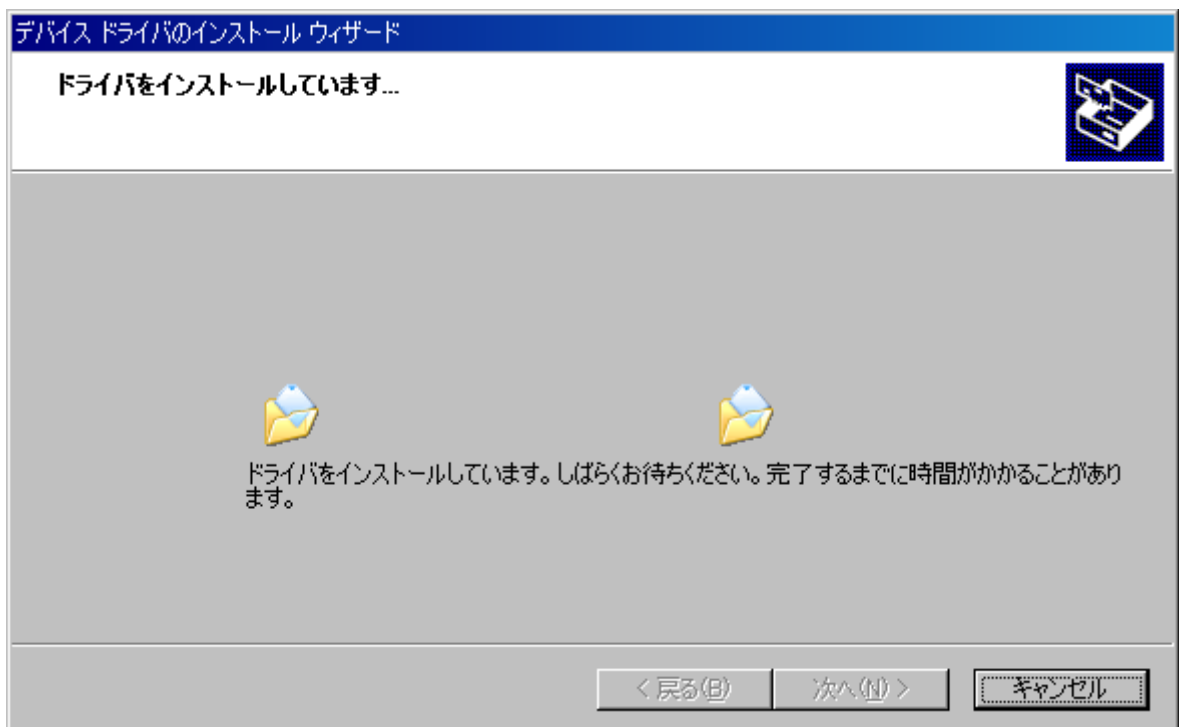 デバイス ドライバのインストール ウィザード
ドライバをインストールしています...
ドライバをインストールしています。しばらくお待ちください。完了するまでに時間がかかることがあり
ます。
< 戻る(B)
次へ(N) >
キャンセル